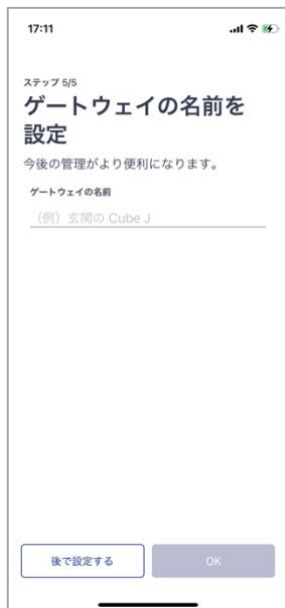 17:11
ステップ 5/5
ゲートウェイの名前を
設定
今後の管理がより便利になります。
ゲートウェイの名前
（例）玄関の Cube J
後で設定する
OK